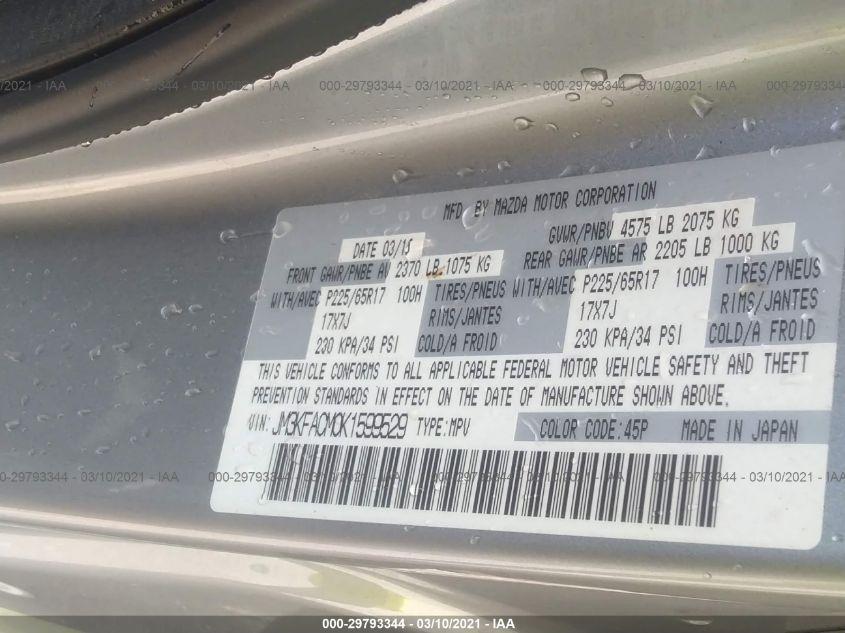 000-29793344 - 03/10/2021 - IAA
MFD BY MAZDA MOTOR CORPORATION
DATE
GVWR/PNBV 4575 LB 2075 KG
FRONT GAWR/PNBE AV 2370 LB 1075 KG
REAR GAWR/PNBE AR 2205 LB 1000 KG
WITH/AVEC P225/65R17 100H TIRES/PNEUS
17X7J RIMS/JANTES
230 KPA/34 PSI COLD/A FROID
WITH/AVEC P225/65R17 100H TIRES/PNEUS
17X7J RIMS/JANTES
230 KPA/34 PSI COLD/A FROID
THIS VEHICLE CONFORMS TO ALL APPLICABLE FEDERAL MOTOR VEHICLE SAFETY AND THEFT
PREVENTION STANDARDS IN EFFECT ON THE DATE OF MANUFACTURE SHOWN ABOVE.
VIN: JM3KFACM0K1599529 TYPE:MPV COLOR CODE:45P MADE IN JAPAN
000-29793344 - 03/10/2021 - IAA
000-29793344 - 03/10/2021 - IAA